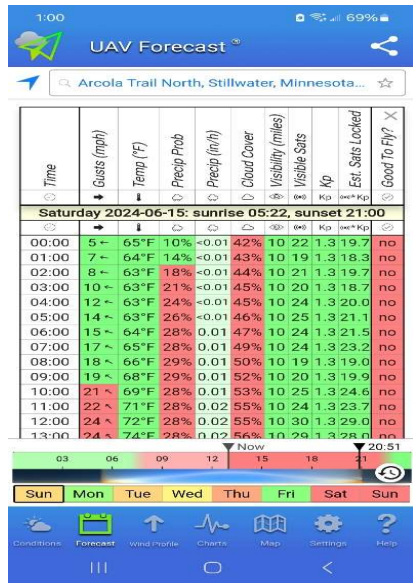 1:00 69%
UAV Forecast ®
Arcola Trail North, Stillwater, Minnesota... ☆
Time Gusts (mph) Temp (°F) Precip Prob Precip (in/h) Cloud Cover Visibility (miles) Visible Sats Kp Est. Sats Locked Good To Fly? ×
Kp Kp
Saturday 2024-06-15: sunrise 05:22, sunset 21:00
Kp Kp
00:00 5 ← 65°F 10% <0.01 42% 10 22 1.3 19.7 no
01:00 7 ← 64°F 14% <0.01 43% 10 19 1.3 18.3 no
02:00 8 ← 63°F 18% <0.01 44% 10 21 1.3 19.7 no
03:00 10 ← 63°F 21% <0.01 45% 10 20 1.3 18.7 no
04:00 12 ← 63°F 24% <0.01 45% 10 24 1.3 20.0 no
05:00 14 ← 63°F 26% <0.01 46% 10 25 1.3 21.1 no
06:00 15 ← 64°F 28% 0.01 47% 10 24 1.3 21.5 no
07:00 17 ↖ 65°F 28% 0.01 49% 10 24 1.3 23.2 no
08:00 18 ↖ 66°F 29% 0.01 50% 10 19 1.3 19.0 no
09:00 19 ↖ 68°F 29% 0.01 52% 10 20 1.3 19.9 no
10:00 21 ↖ 69°F 28% 0.01 53% 10 25 1.3 24.6 no
11:00 22 ↖ 71°F 28% 0.02 55% 10 24 1.3 23.7 no
12:00 24 ↖ 72°F 28% 0.02 55% 10 30 1.3 29.0 no
13:00 24 ↖ 74°F 28% 0.02 56% 10 29 1.3 28.0 no
Now 20:51
03 06 09 12 15 18 21
Sun Mon Tue Wed Thu Fri Sat Sun
Conditions Forecast Wind Profile Charts Map Settings Help